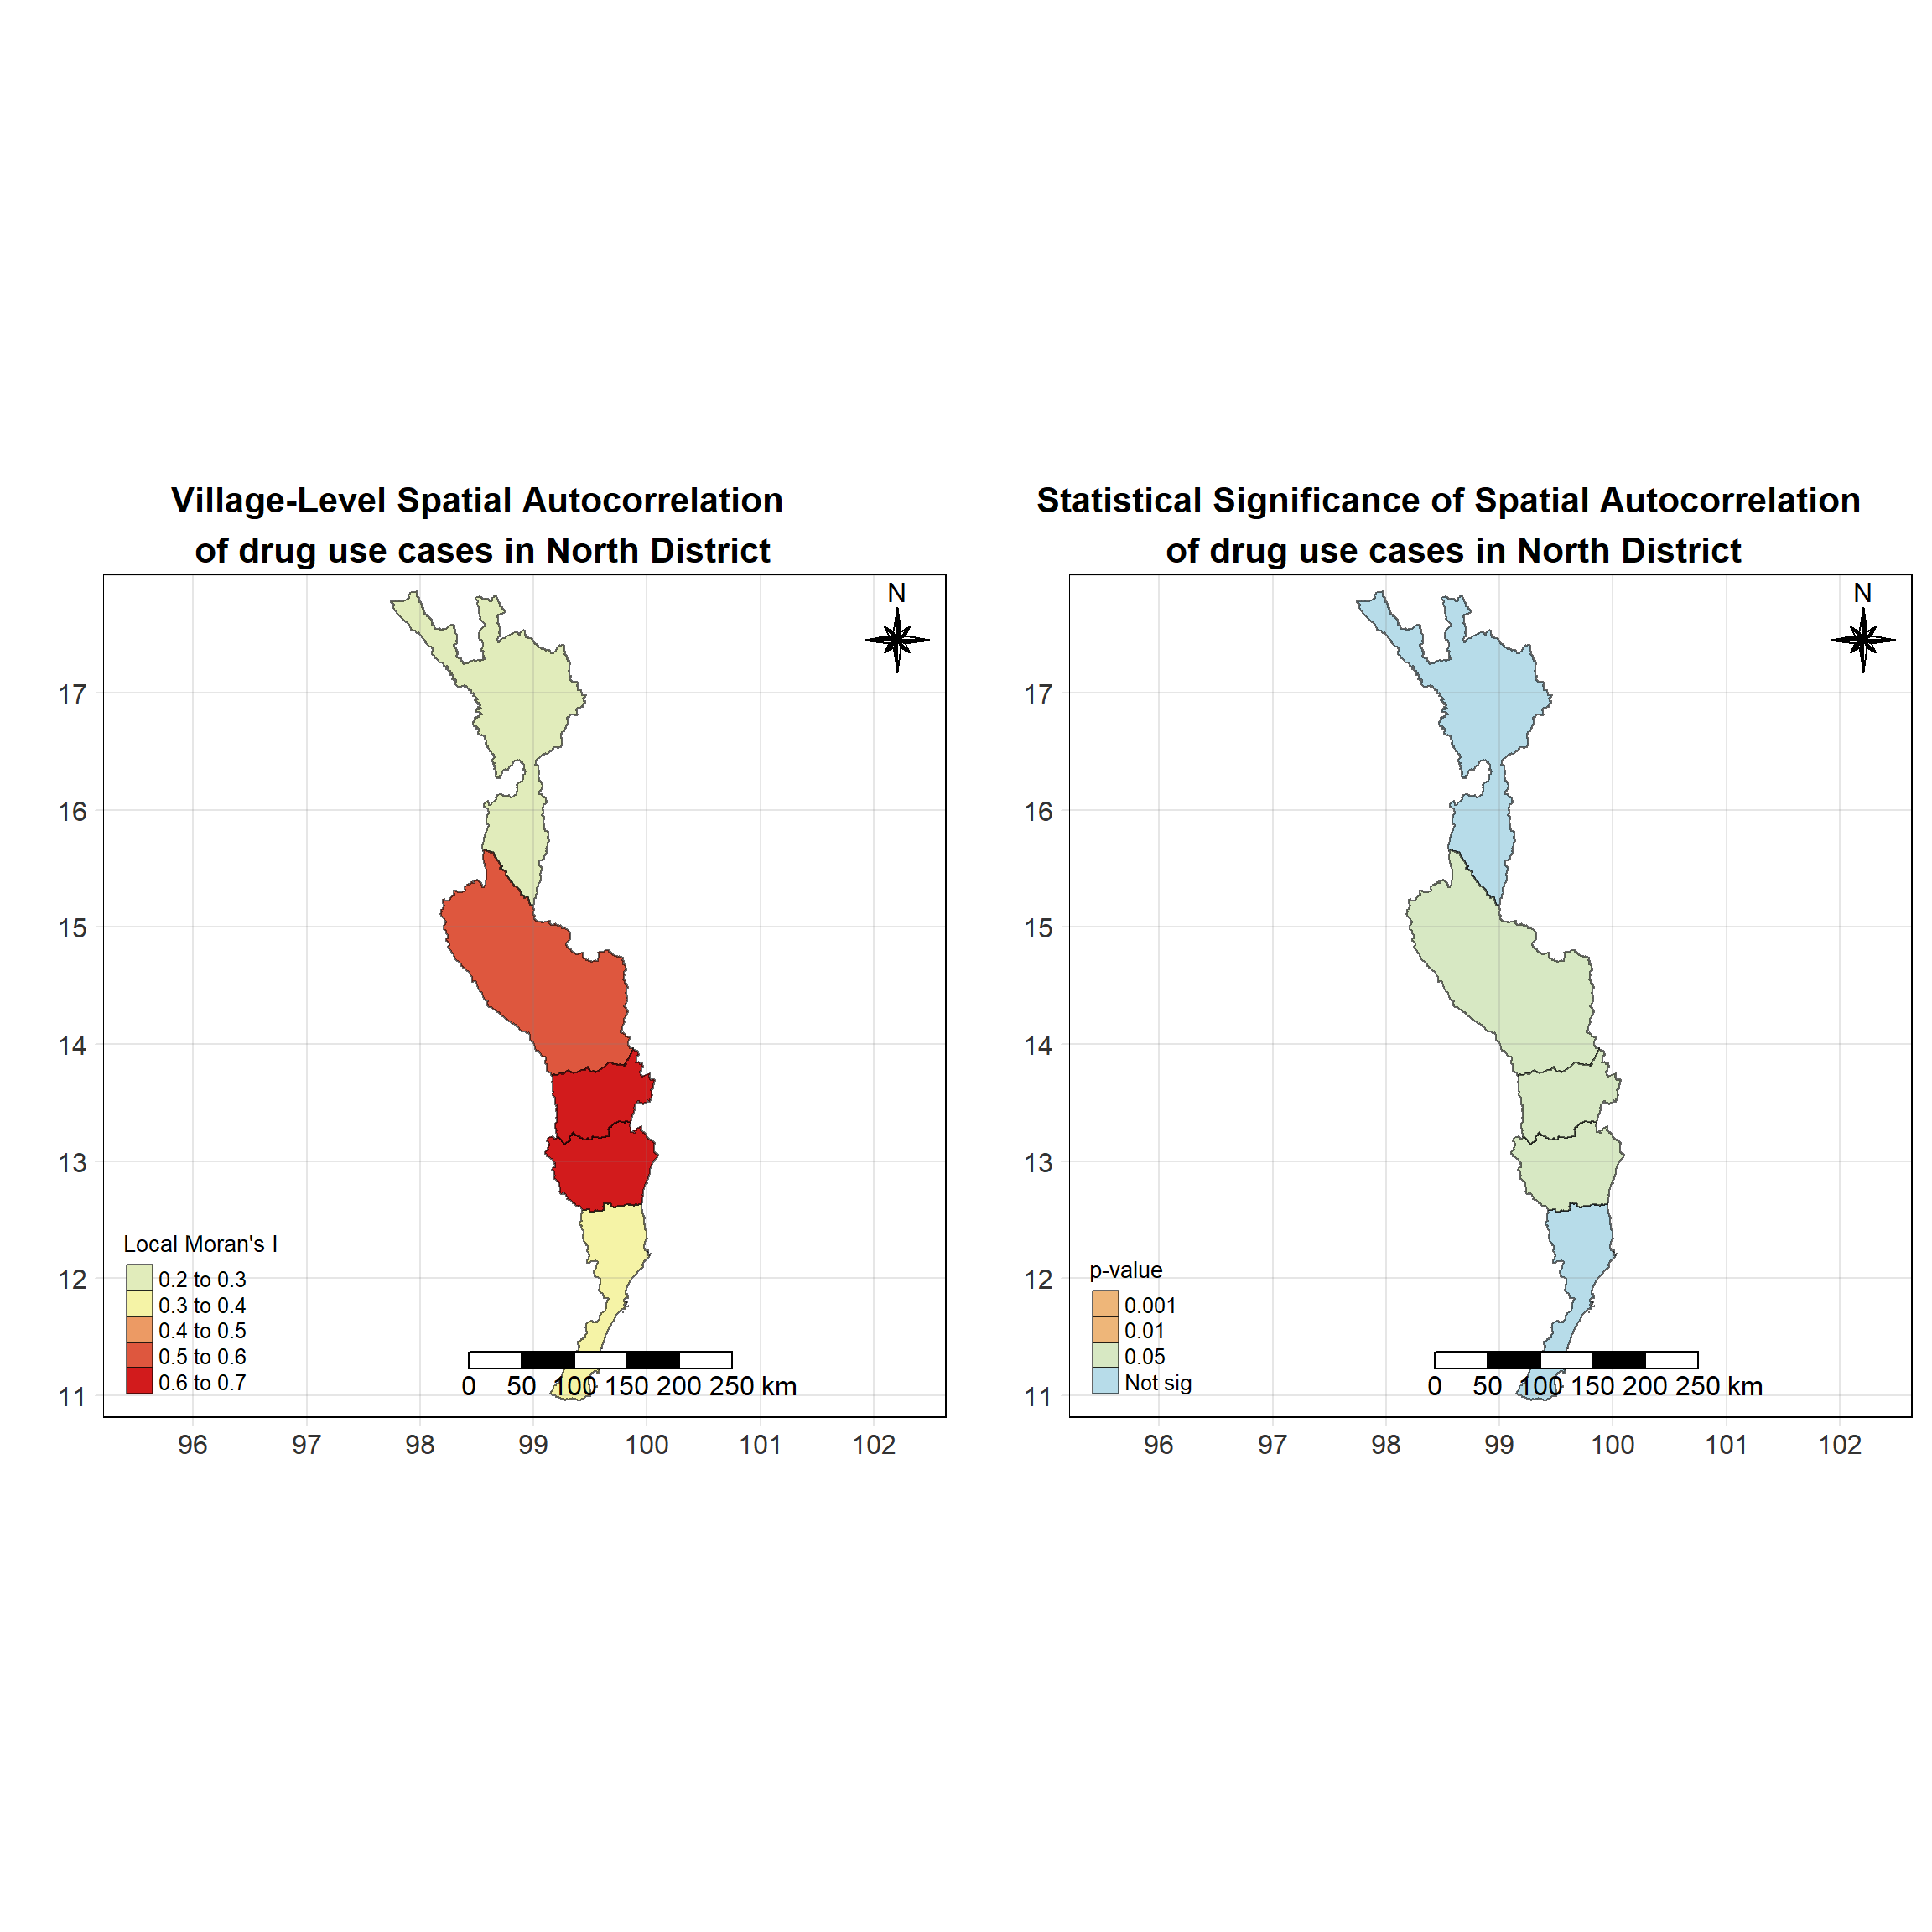 Village-Level Spatial Autocorrelation
of drug use cases in North District
N
17
16
15
14
13
12
11
Local Moran's I
0.2 to 0.3
0.3 to 0.4
0.4 to 0.5
0.5 to 0.6
0.6 to 0.7
0 50 100 150 200 250 km
96 97 98 99 100 101 102
Statistical Significance of Spatial Autocorrelation
of drug use cases in North District
N
17
16
15
14
13
12
11
p-value
0.001
0.01
0.05
Not sig
0 50 100 150 200 250 km
96 97 98 99 100 101 102